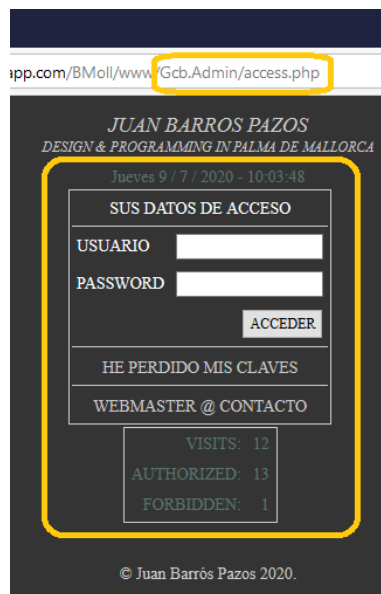 app.com/BMoll/www/Gcb.Admin/access.php
JUAN BARROS PAZOS
DESIGN & PROGRAMMING IN PALMA DE MALLORCA
Jueves 9 / 7 / 2020 - 10:03:48
SUS DATOS DE ACCESO
USUARIO
PASSWORD
ACCEDER
HE PERDIDO MIS CLAVES
WEBMASTER @ CONTACTO
VISITS: 12
AUTHORIZED: 13
FORBIDDEN: 1
© Juan Barrós Pazos 2020.